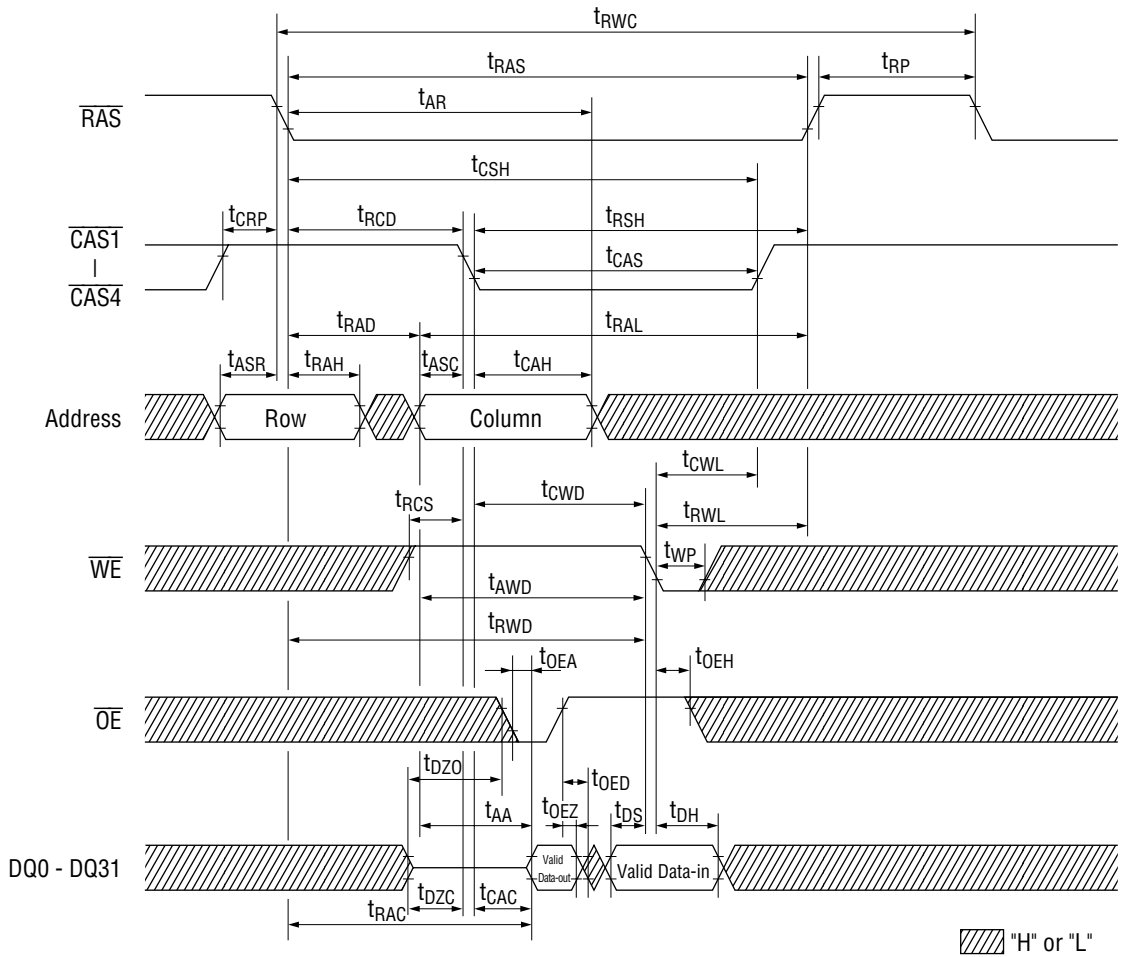 tRWC
tRAS
tRP
tAR
RAS
tCSH
tCRP
tRCD
tRSH
CAS1
tCAS
CAS4
tRAD
tRAL
tASR
tRAH
tASC
tCAH
Address
Row
Column
tCWL
tRCS
tCWD
tRWL
tWP
WE
tAWD
tRWD
tOEA
tOEH
OE
tDZO
tOED
tAA
tOEZ
tDS
tDH
DQ0 - DQ31
Valid
Data-out
Valid Data-in
tDZC
tCAC
tRAC
"H" or "L"